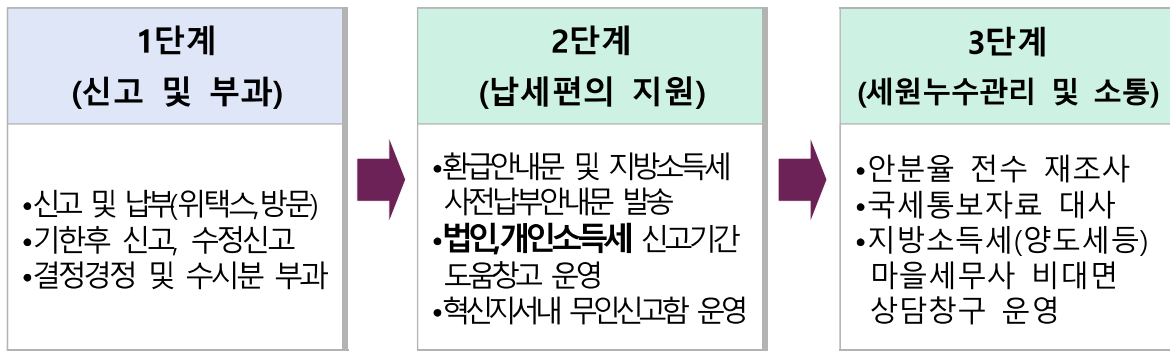 1단계
(신고 및 부과)
•신고 및 납부(위택스,방문)
•기한후 신고, 수정신고
•결정경정 및 수시분 부과
2단계
(납세편의 지원)
•환급안내문 및 지방소득세
사전납부안내문 발송
•법인,개인소득세 신고기간
도움창고 운영
•혁신지서내 무인신고함 운영
3단계
(세원누수관리 및 소통)
•안분율 전수 재조사
•국세통보자료 대사
•지방소득세(양도세등)
마을세무사 비대면
상담창구 운영